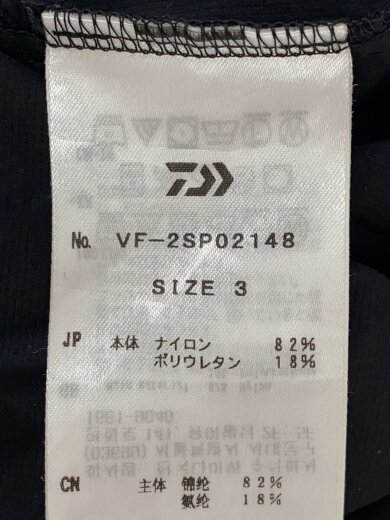 No. VF-2SP02148
SIZE 3
JP 本体 ナイロン 82%
ポリウレタン 18%
CN 主体 锦纶 82%
氨纶 18%